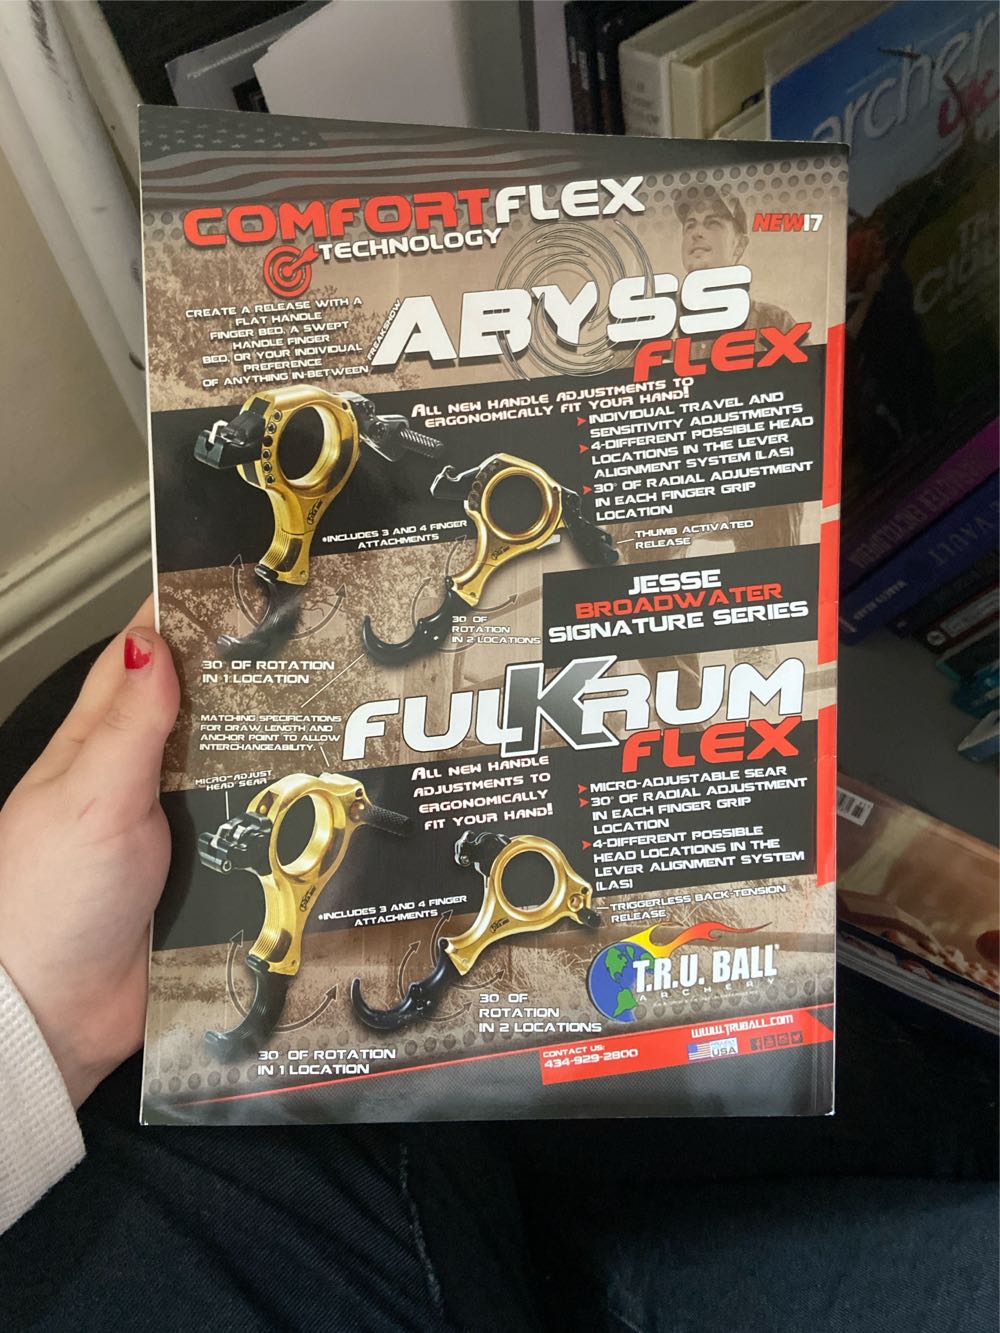 COMFORTFLEX
TECHNOLOGY
NEW 17
CREATE A RELEASE WITH A
FLAT HANDLE
FINGER BED, A SWEPT
HANDLE FINGER
BED, OR YOUR INDIVIDUAL
PREFERENCE
OF ANYTHING IN-BETWEEN
FREAKSHOW
ABYSS
FLEX
ALL NEW HANDLE ADJUSTMENTS TO
ERGONOMICALLY FIT YOUR HAND!
INDIVIDUAL TRAVEL AND
SENSITIVITY ADJUSTMENTS
4-DIFFERENT POSSIBLE HEAD
LOCATIONS IN THE LEVER
ALIGNMENT SYSTEM (LAS)
30° OF RADIAL ADJUSTMENT
IN EACH FINGER GRIP
LOCATION
*INCLUDES 3 AND 4 FINGER
ATTACHMENTS
THUMB ACTIVATED
RELEASE
JESSE
BROADWATER
SIGNATURE SERIES
30 OF
ROTATION
IN 2 LOCATIONS
30 OF ROTATION
IN 1 LOCATION
MATCHING SPECIFICATIONS
FOR DRAW LENGTH AND
ANCHOR POINT TO ALLOW
INTERCHANGEABILITY.
FULKRUM
FLEX
MICRO-ADJUST
HEAD SEAR
ALL NEW HANDLE
ADJUSTMENTS TO
ERGONOMICALLY
FIT YOUR HAND!
MICRO-ADJUSTABLE SEAR
30° OF RADIAL ADJUSTMENT
IN EACH FINGER GRIP
LOCATION
4-DIFFERENT POSSIBLE
HEAD LOCATIONS IN THE
LEVER ALIGNMENT SYSTEM
(LAS)
*INCLUDES 3 AND 4 FINGER
ATTACHMENTS
TRIGGERLESS BACK-TENSION
RELEASE
T.R.U. BALL
ARCHERY
30 OF
ROTATION
IN 2 LOCATIONS
30 OF ROTATION
IN 1 LOCATION
CONTACT US:
434-929-2800
WWW.TRUBALL.COM
USA
archer
UK